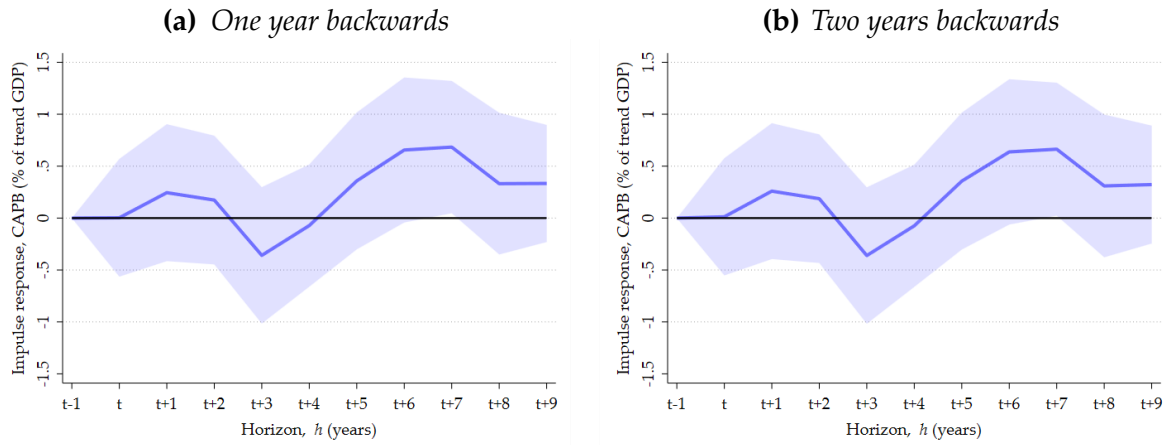 (a) One year backwards
Impulse response, CAPB (% of trend GDP)
1.5
1
.5
0
-.5
-1
-1.5
t-1 t t+1 t+2 t+3 t+4 t+5 t+6 t+7 t+8 t+9
Horizon, h (years)
(b) Two years backwards
Impulse response, CAPB (% of trend GDP)
1.5
1
.5
0
-.5
-1
-1.5
t-1 t t+1 t+2 t+3 t+4 t+5 t+6 t+7 t+8 t+9
Horizon, h (years)